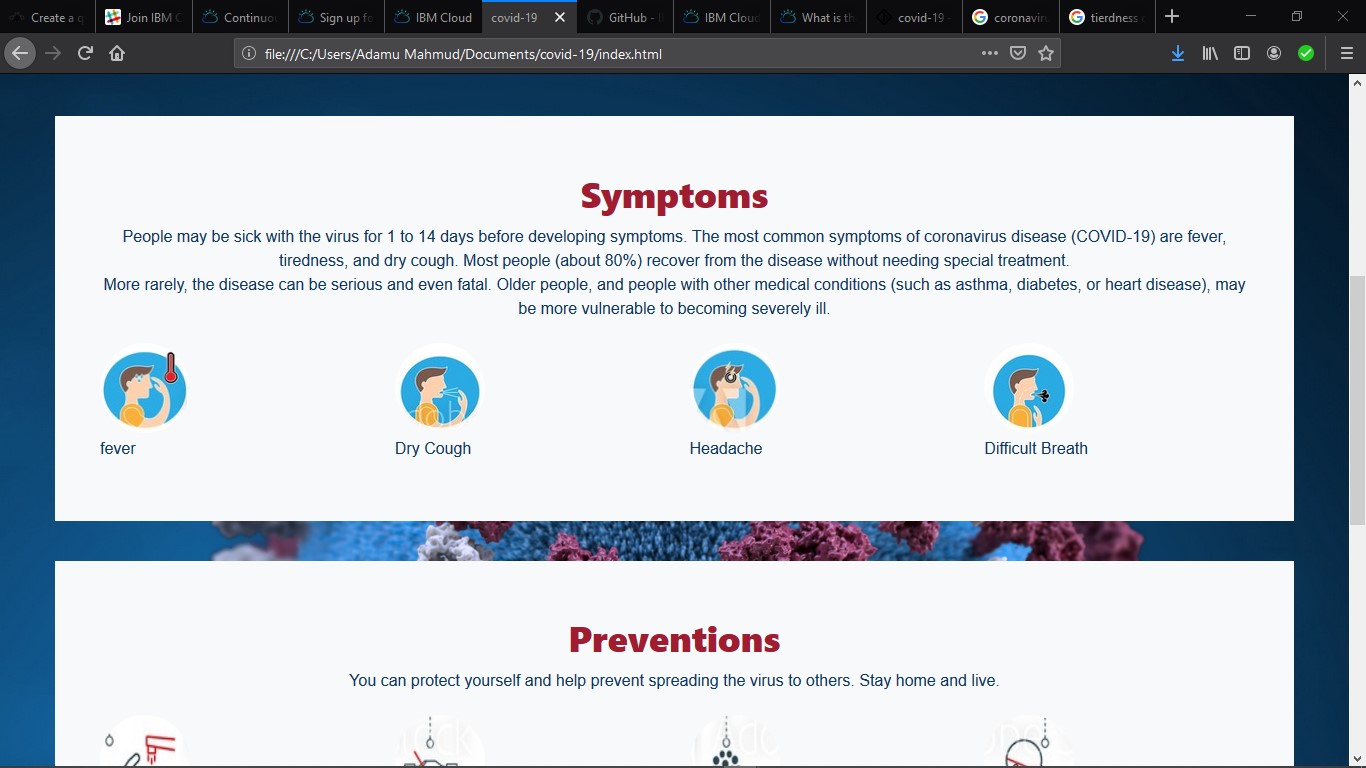 Create a q
Join IBM C
Continuou
Sign up fo
IBM Cloud
covid-19
GitHub - I
IBM Cloud
What is th
covid-19 -
coronaviru
tierdness c
file:///C:/Users/Adamu Mahmud/Documents/covid-19/index.html
Symptoms
People may be sick with the virus for 1 to 14 days before developing symptoms. The most common symptoms of coronavirus disease (COVID-19) are fever,
tiredness, and dry cough. Most people (about 80%) recover from the disease without needing special treatment.
More rarely, the disease can be serious and even fatal. Older people, and people with other medical conditions (such as asthma, diabetes, or heart disease), may
be more vulnerable to becoming severely ill.
fever
Dry Cough
Headache
Difficult Breath
Preventions
You can protect yourself and help prevent spreading the virus to others. Stay home and live.